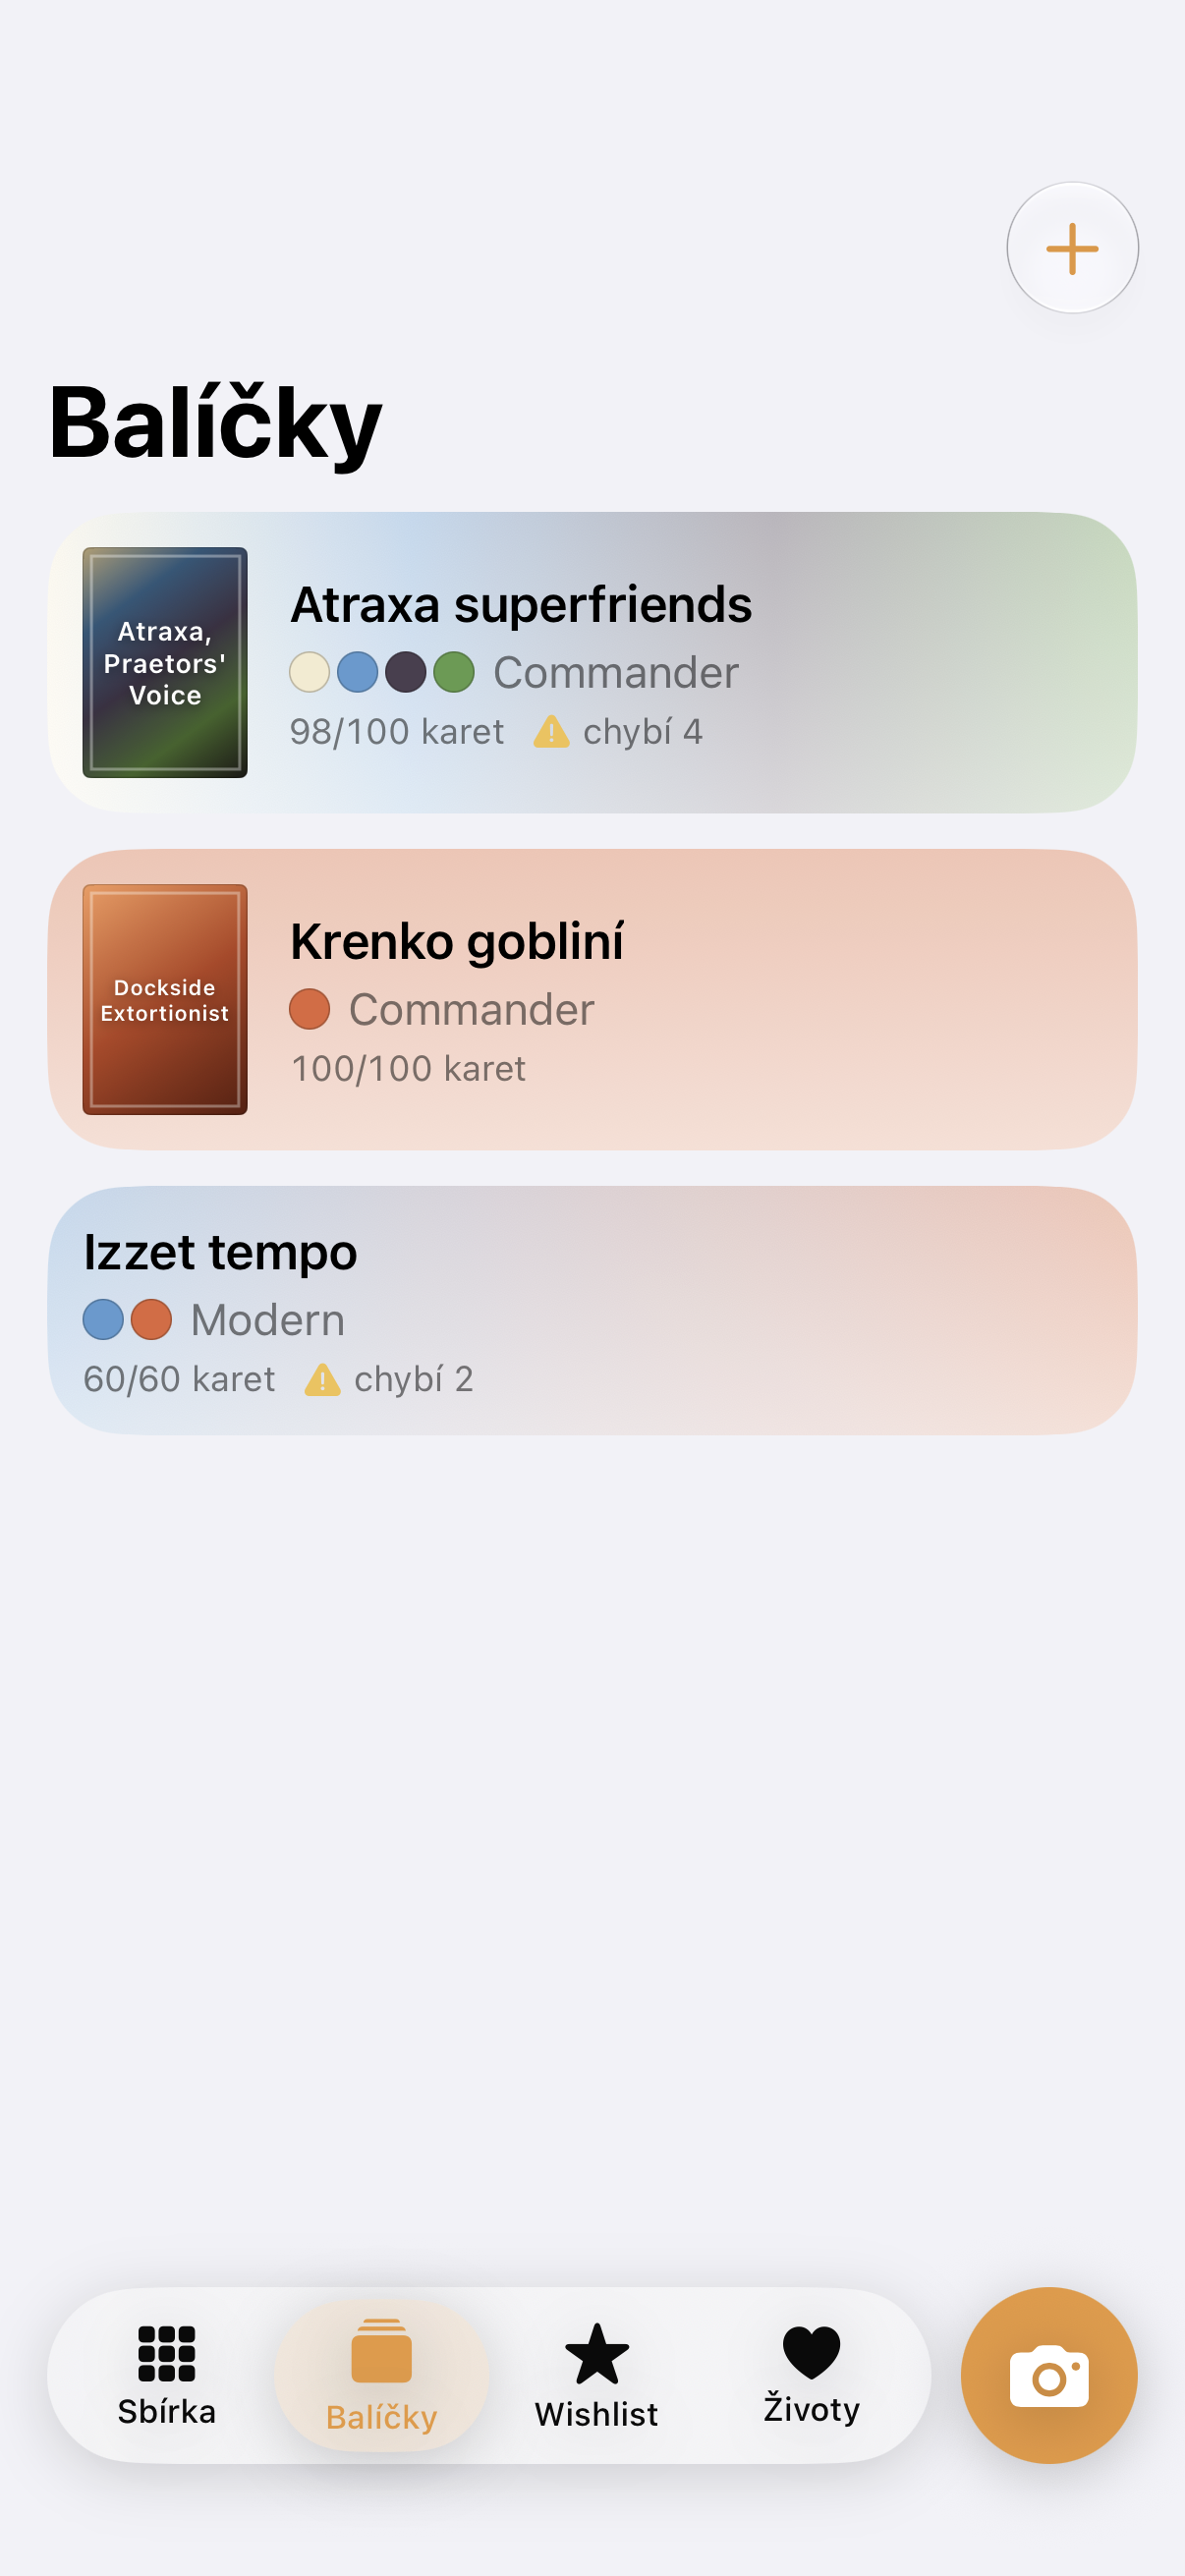 Balíčky
Atraxa,
Praetors'
Voice
Atraxa superfriends
Commander
98/100 karet chybí 4
Dockside
Extortionist
Krenko gobliní
Commander
100/100 karet
Izzet tempo
Modern
60/60 karet chybí 2
Sbírka
Balíčky
Wishlist
Životy